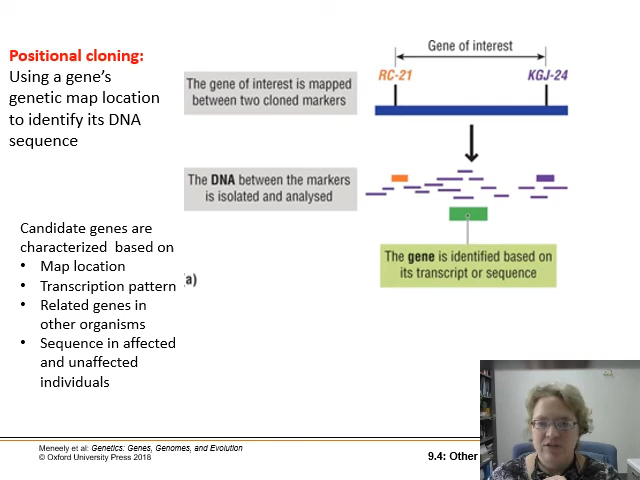 Positional cloning:
Using a gene's
genetic map location
to identify its DNA
sequence
Gene of interest
RC-21
KGJ-24
The gene of interest is mapped
between two cloned markers
The DNA between the markers
is isolated and analysed
The gene is identified based on
its transcript or sequence
(a)
Candidate genes are
characterized based on
• Map location
• Transcription pattern
• Related genes in
other organisms
• Sequence in affected
and unaffected
individuals
Meneely et al: Genetics: Genes, Genomes, and Evolution
© Oxford University Press 2018
9.4: Other